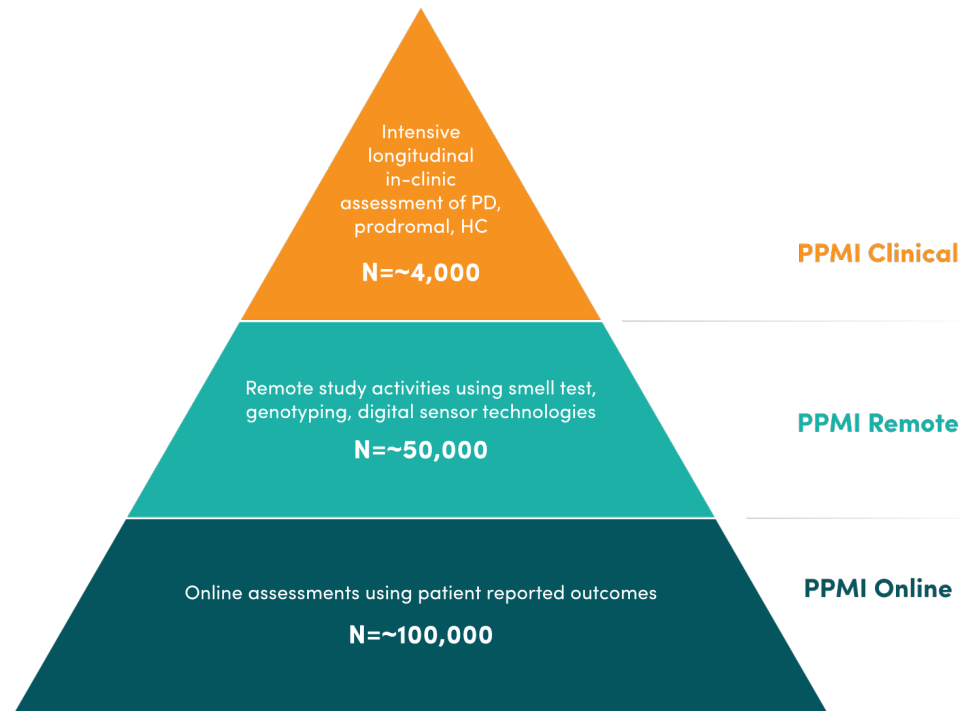 Intensive
longitudinal
in-clinic
assessment of PD,
prodromal, HC
N=~4,000
PPMI Clinical
Remote study activities using smell test,
genotyping, digital sensor technologies
N=~50,000
PPMI Remote
Online assessments using patient reported outcomes
N=~100,000
PPMI Online